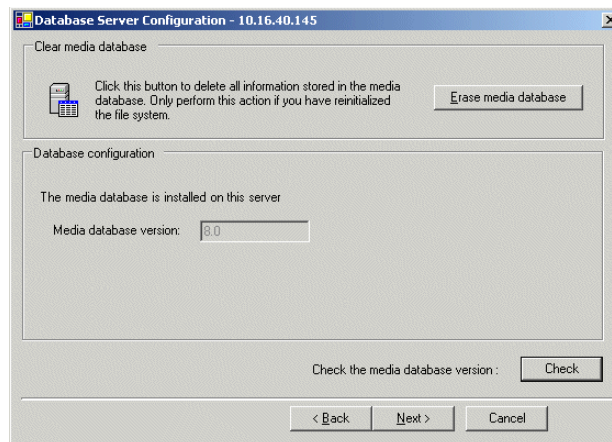 Database Server Configuration - 10.16.40.145
Clear media database
Click this button to delete all information stored in the media
database. Only perform this action if you have reinitialized
the file system.
Erase media database
Database configuration
The media database is installed on this server
Media database version:
8.0
Check the media database version :
Check
< Back
Next >
Cancel